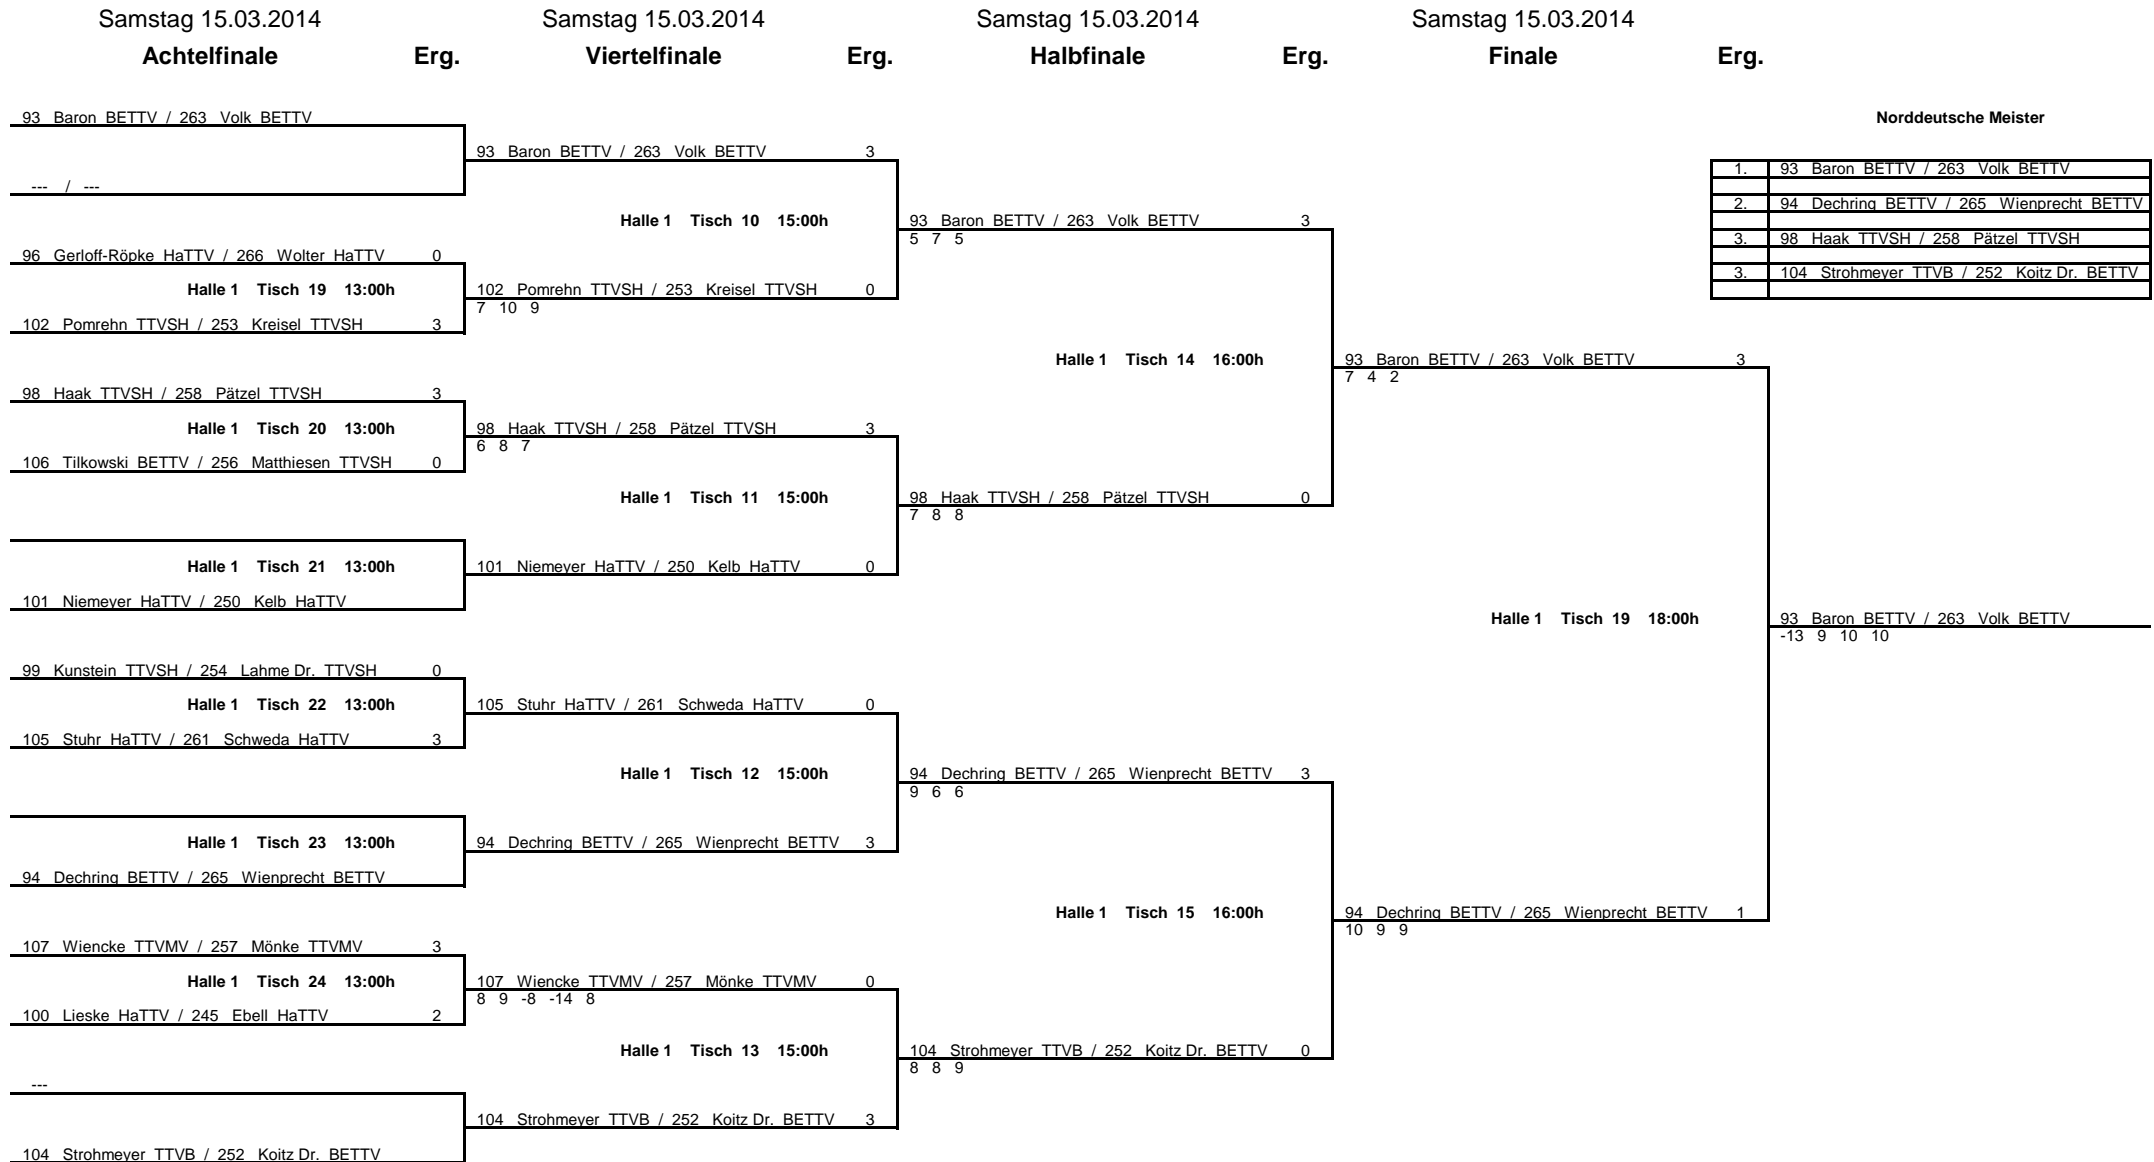 Samstag 15.03.2014 Samstag 15.03.2014 Samstag 15.03.2014 Samstag 15.03.2014
Achtelfinale Erg. Viertelfinale Erg. Halbfinale Erg. Finale Erg.
93 Baron BETTV / 263 Volk BETTV Norddeutsche Meister
93 Baron BETTV / 263 Volk BETTV 3
1. 93 Baron BETTV / 263 Volk BETTV
--- / ---
2. 94 Dechring BETTV / 265 Wienprecht BETTV
Halle 1 Tisch 10 15:00h 93 Baron BETTV / 263 Volk BETTV 3
5 7 5 3. 98 Haak TTVSH / 258 Pätzel TTVSH
96 Gerloff-Röpke HaTTV / 266 Wolter HaTTV 0
3. 104 Strohmeyer TTVB / 252 Koitz Dr. BETTV
Halle 1 Tisch 19 13:00h 102 Pomrehn TTVSH / 253 Kreisel TTVSH 0
7 10 9
102 Pomrehn TTVSH / 253 Kreisel TTVSH 3
Halle 1 Tisch 14 16:00h 93 Baron BETTV / 263 Volk BETTV 3
7 4 2
98 Haak TTVSH / 258 Pätzel TTVSH 3
Halle 1 Tisch 20 13:00h 98 Haak TTVSH / 258 Pätzel TTVSH 3
6 8 7
106 Tilkowski BETTV / 256 Matthiesen TTVSH 0
Halle 1 Tisch 11 15:00h 98 Haak TTVSH / 258 Pätzel TTVSH 0
7 8 8
Halle 1 Tisch 21 13:00h 101 Niemeyer HaTTV / 250 Kelb HaTTV 0
101 Niemeyer HaTTV / 250 Kelb HaTTV
Halle 1 Tisch 19 18:00h 93 Baron BETTV / 263 Volk BETTV
-13 9 10 10
99 Kunstein TTVSH / 254 Lahme Dr. TTVSH 0
Halle 1 Tisch 22 13:00h 105 Stuhr HaTTV / 261 Schweda HaTTV 0
105 Stuhr HaTTV / 261 Schweda HaTTV 3
Halle 1 Tisch 12 15:00h 94 Dechring BETTV / 265 Wienprecht BETTV 3
9 6 6
Halle 1 Tisch 23 13:00h 94 Dechring BETTV / 265 Wienprecht BETTV 3
94 Dechring BETTV / 265 Wienprecht BETTV
Halle 1 Tisch 15 16:00h 94 Dechring BETTV / 265 Wienprecht BETTV 1
10 9 9
107 Wiencke TTVMV / 257 Mönke TTVMV 3
Halle 1 Tisch 24 13:00h 107 Wiencke TTVMV / 257 Mönke TTVMV 0
8 9 -8 -14 8
100 Lieske HaTTV / 245 Ebell HaTTV 2
Halle 1 Tisch 13 15:00h 104 Strohmeyer TTVB / 252 Koitz Dr. BETTV 0
8 8 9
---
104 Strohmeyer TTVB / 252 Koitz Dr. BETTV 3
104 Strohmeyer TTVB / 252 Koitz Dr. BETTV